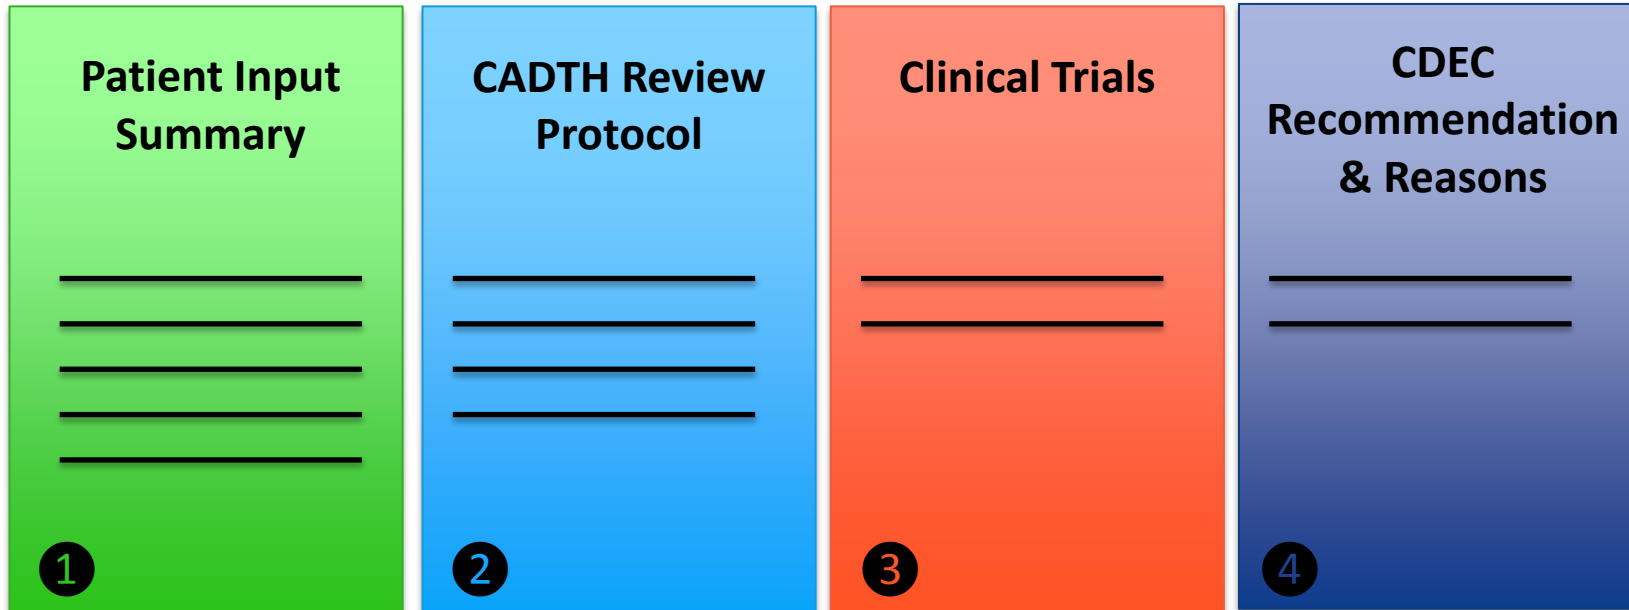 Patient Input
Summary
1
CADTH Review
Protocol
2
Clinical Trials
3
CDEC
Recommendation
& Reasons
4